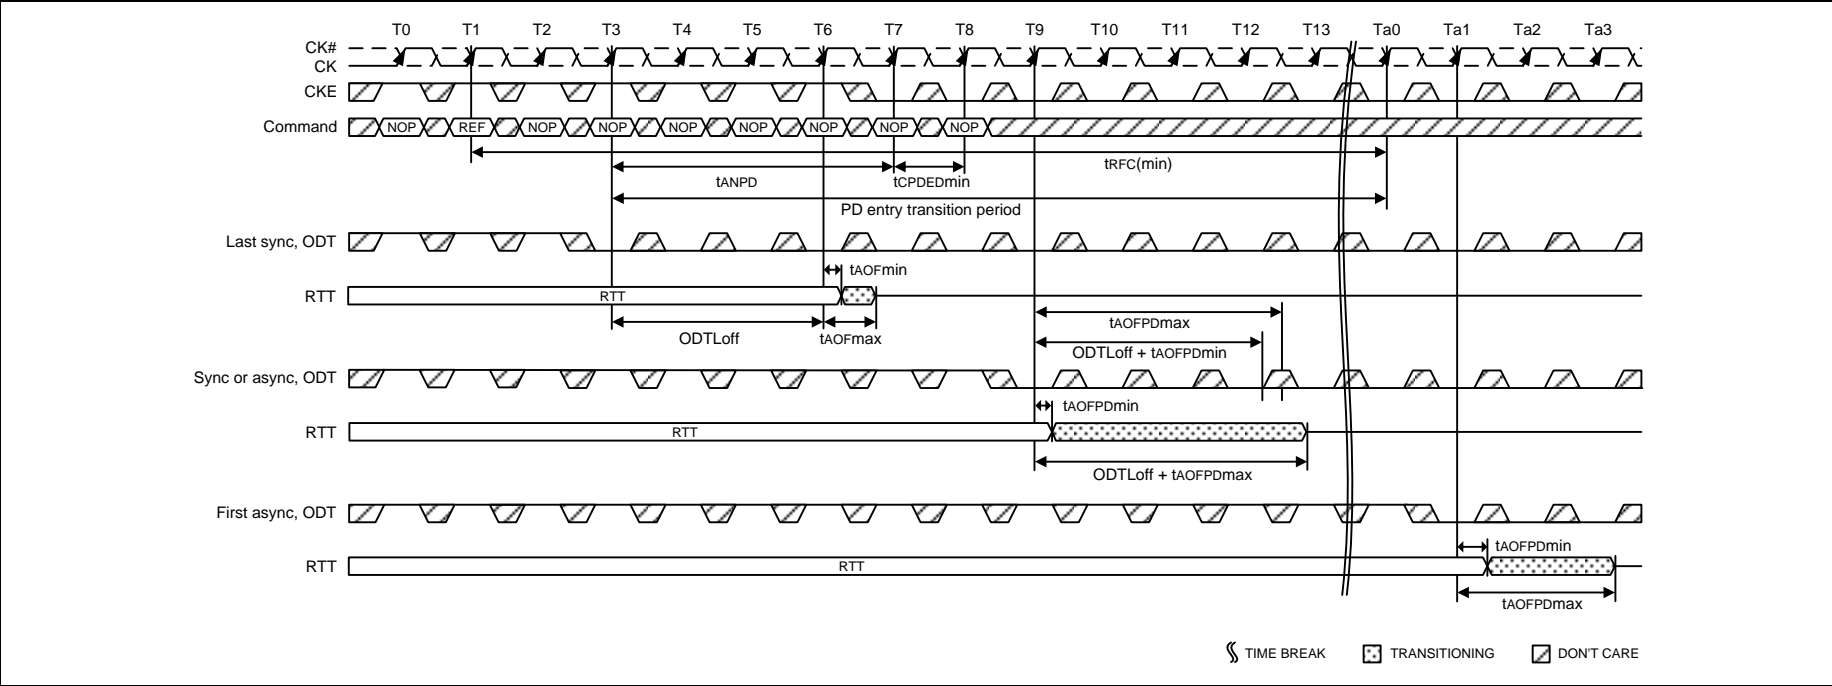 T0 T1 T2 T3 T4 T5 T6 T7 T8 T9 T10 T11 T12 T13 Ta0 Ta1 Ta2 Ta3
CK#
CK
CKE
Command NOP REF NOP NOP NOP NOP NOP NOP NOP
tRFC(min)
tANPD tCPDEDmin
PD entry transition period
Last sync, ODT
tAOFmin
RTT RTT
tAOFPDmax
ODTLoff tAOFmax
ODTLoff + tAOFPDmin
Sync or async, ODT
tAOFPDmin
RTT RTT
ODTLoff + tAOFPDmax
First async, ODT
tAOFPDmin
RTT RTT
tAOFPDmax
TIME BREAK TRANSITIONING DON'T CARE